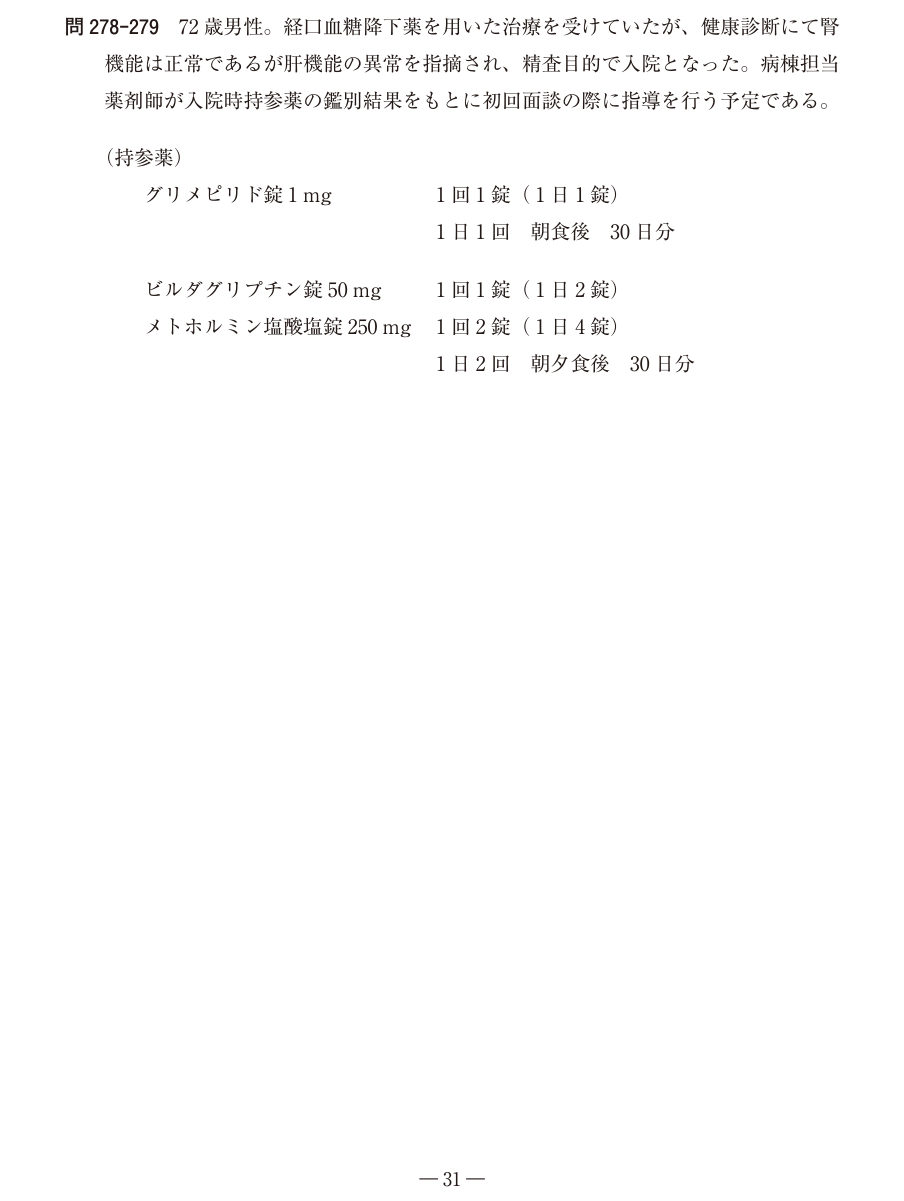 問 278-279 72 歳男性。経口血糖降下薬を用いた治療を受けていたが、健康診断にて腎
機能は正常であるが肝機能の異常を指摘され、精査目的で入院となった。病棟担当
薬剤師が入院時持参薬の鑑別結果をもとに初回面談の際に指導を行う予定である。
（持参薬）
グリメピリド錠 1 mg 1 回 1 錠（1 日 1 錠）
1 日 1 回 朝食後 30 日分
ビルダグリプチン錠 50 mg 1 回 1 錠（1 日 2 錠）
メトホルミン塩酸塩錠 250 mg 1 回 2 錠（1 日 4 錠）
1 日 2 回 朝夕食後 30 日分
― 31 ―